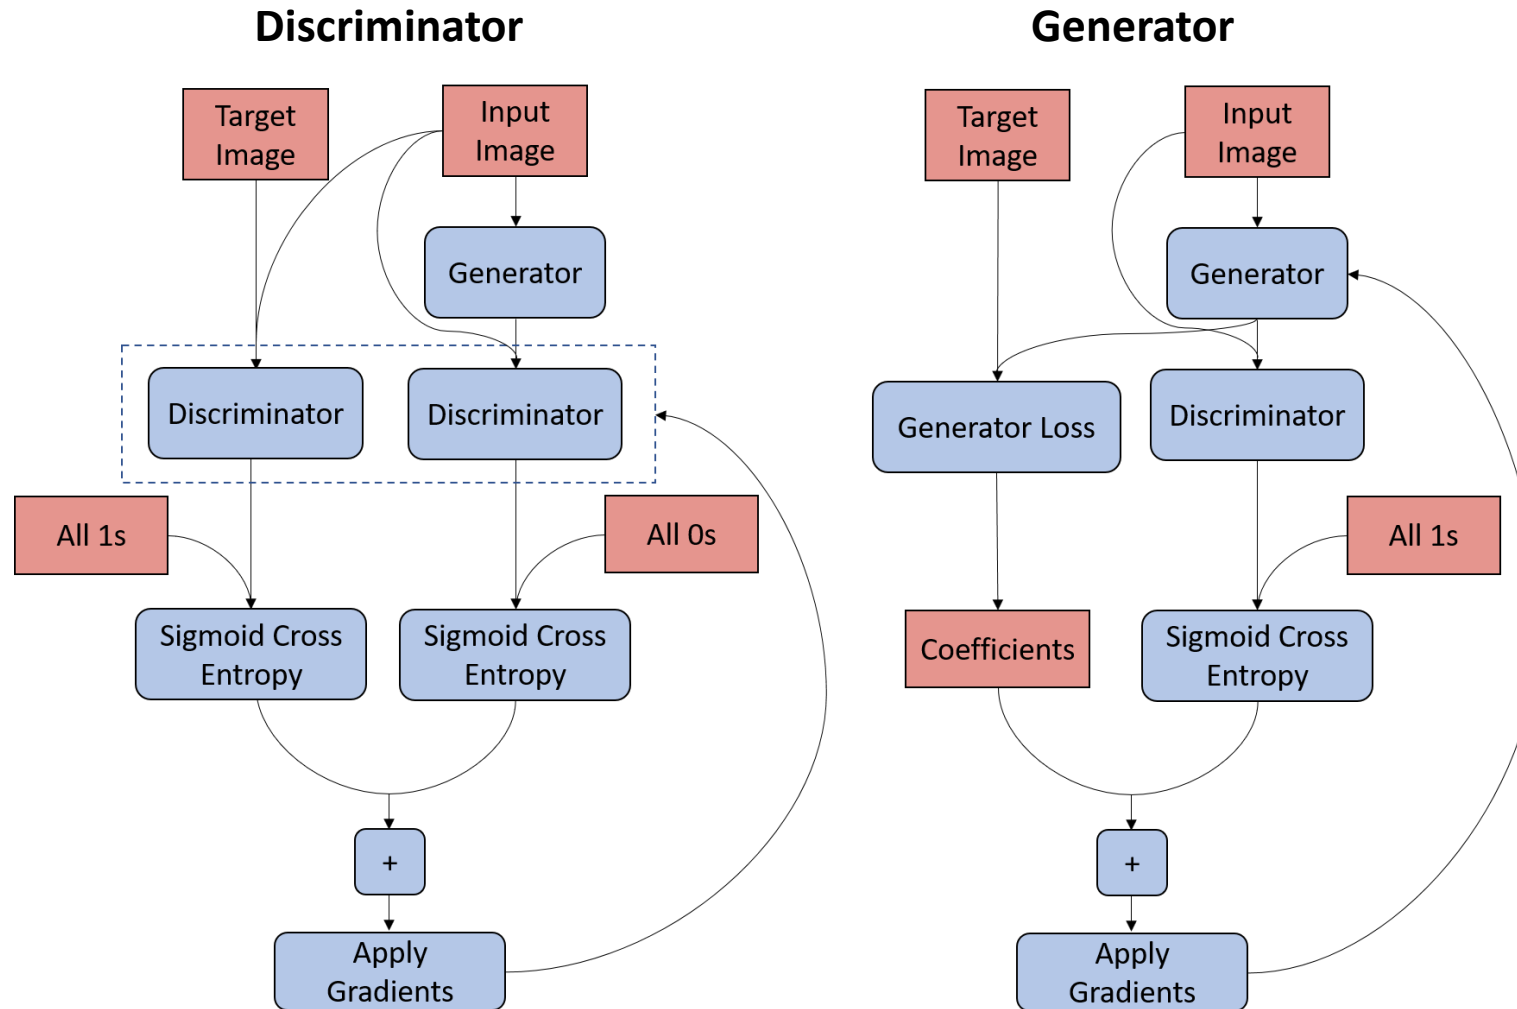 Discriminator
Target
Image
Input
Image
Generator
Discriminator
Discriminator
All 1s
All 0s
Sigmoid Cross
Entropy
Sigmoid Cross
Entropy
+
Apply
Gradients
Generator
Target
Image
Input
Image
Generator
Generator Loss
Discriminator
All 1s
Coefficients
Sigmoid Cross
Entropy
+
Apply
Gradients